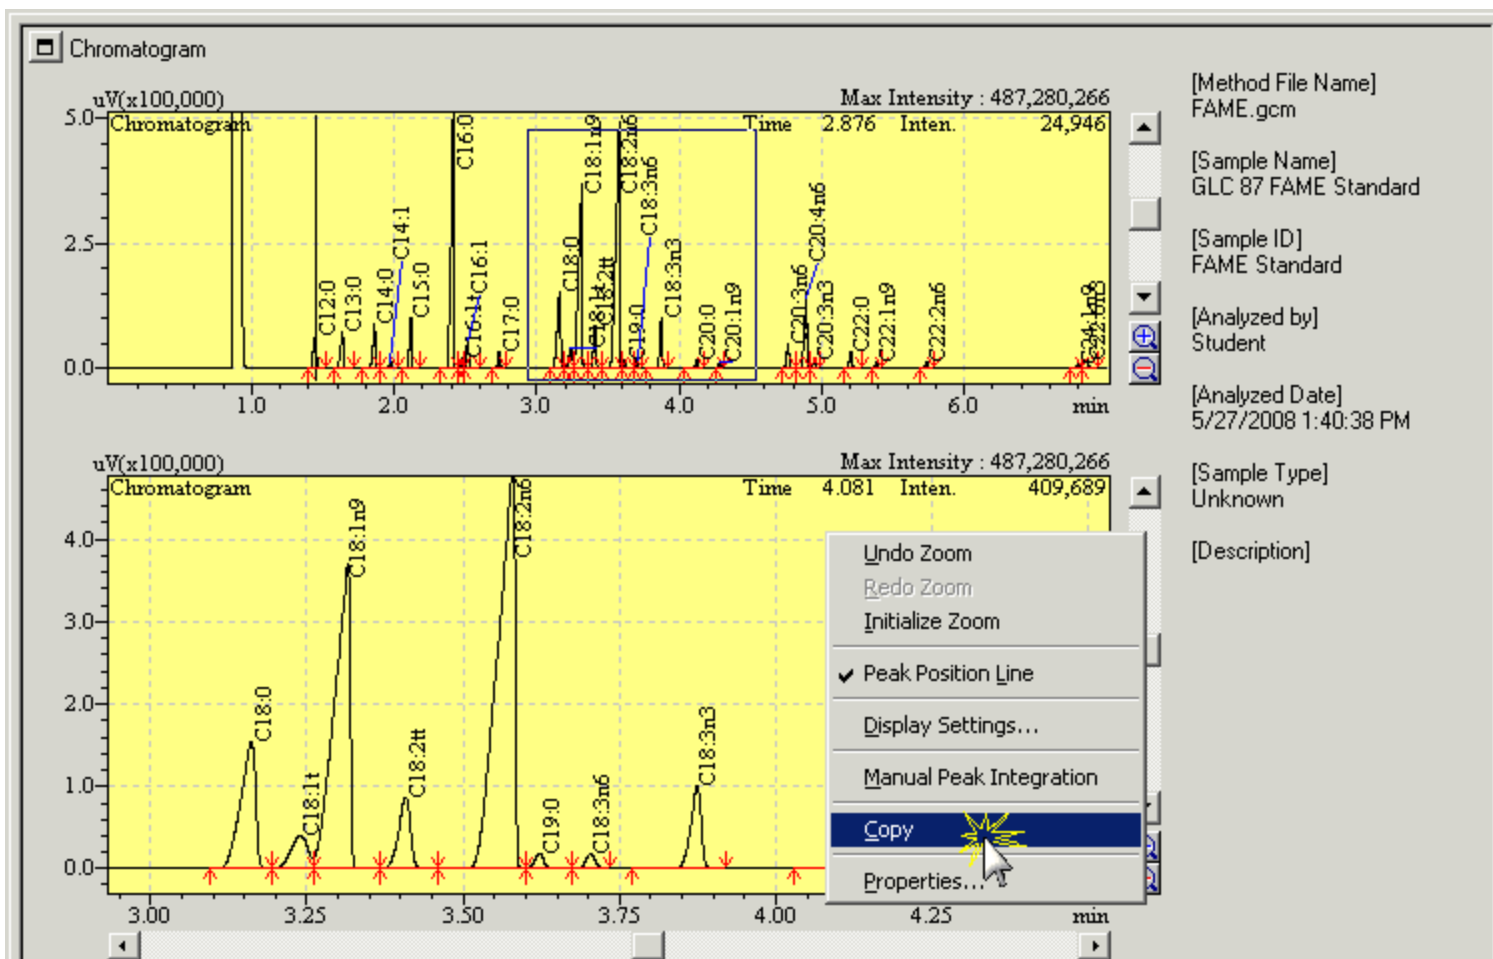 Chromatogram
uV(x100,000)
Max Intensity : 487,280,266
Chromatogram
Time 2.876 Inten. 24,946
5.0
2.5
0.0
C12:0
C13:0
C14:0
C14:1
C15:0
C16:0
C16:1t
C16:1
C17:0
C18:0
C18:1n9
C18:1t
C18:2tt
C18:2n6
C19:0
C18:3n6
C18:3n3
C20:0
C20:1n9
C20:3n6
C20:4n6
C20:3n3
C22:0
C22:1n9
C22:2n6
C24:1n9
1.0 2.0 3.0 4.0 5.0 6.0 min
uV(x100,000)
Max Intensity : 487,280,266
Chromatogram
Time 4.081 Inten. 409,689
4.0
3.0
2.0
1.0
0.0
C18:0
C18:1t
C18:1n9
C18:2tt
C18:2n6
C19:0
C18:3n6
C18:3n3
3.00 3.25 3.50 3.75 4.00 4.25 min
Undo Zoom
Redo Zoom
Initialize Zoom
Peak Position Line
Display Settings...
Manual Peak Integration
Copy
Properties...
[Method File Name]
FAME.gcm
[Sample Name]
GLC 87 FAME Standard
[Sample ID]
FAME Standard
[Analyzed by]
Student
[Analyzed Date]
5/27/2008 1:40:38 PM
[Sample Type]
Unknown
[Description]